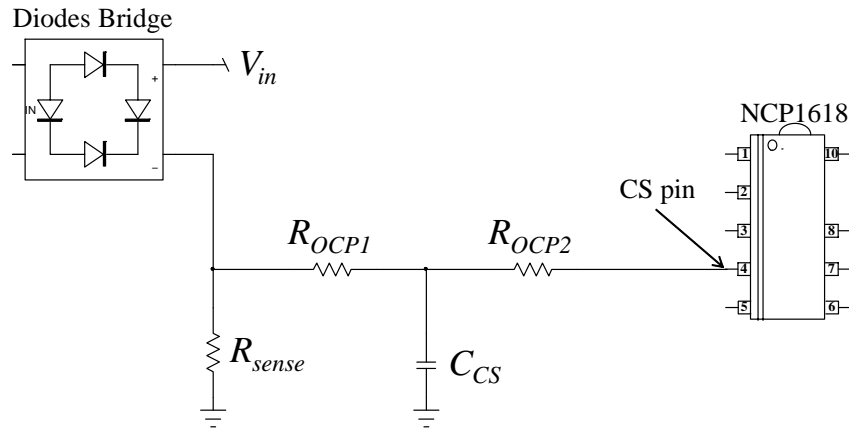 Diodes Bridge
IN
+
-
V_in
NCP1618
1
10
2
3
8
4
7
5
6
CS pin
R_OCP1
R_OCP2
R_sense
C_CS